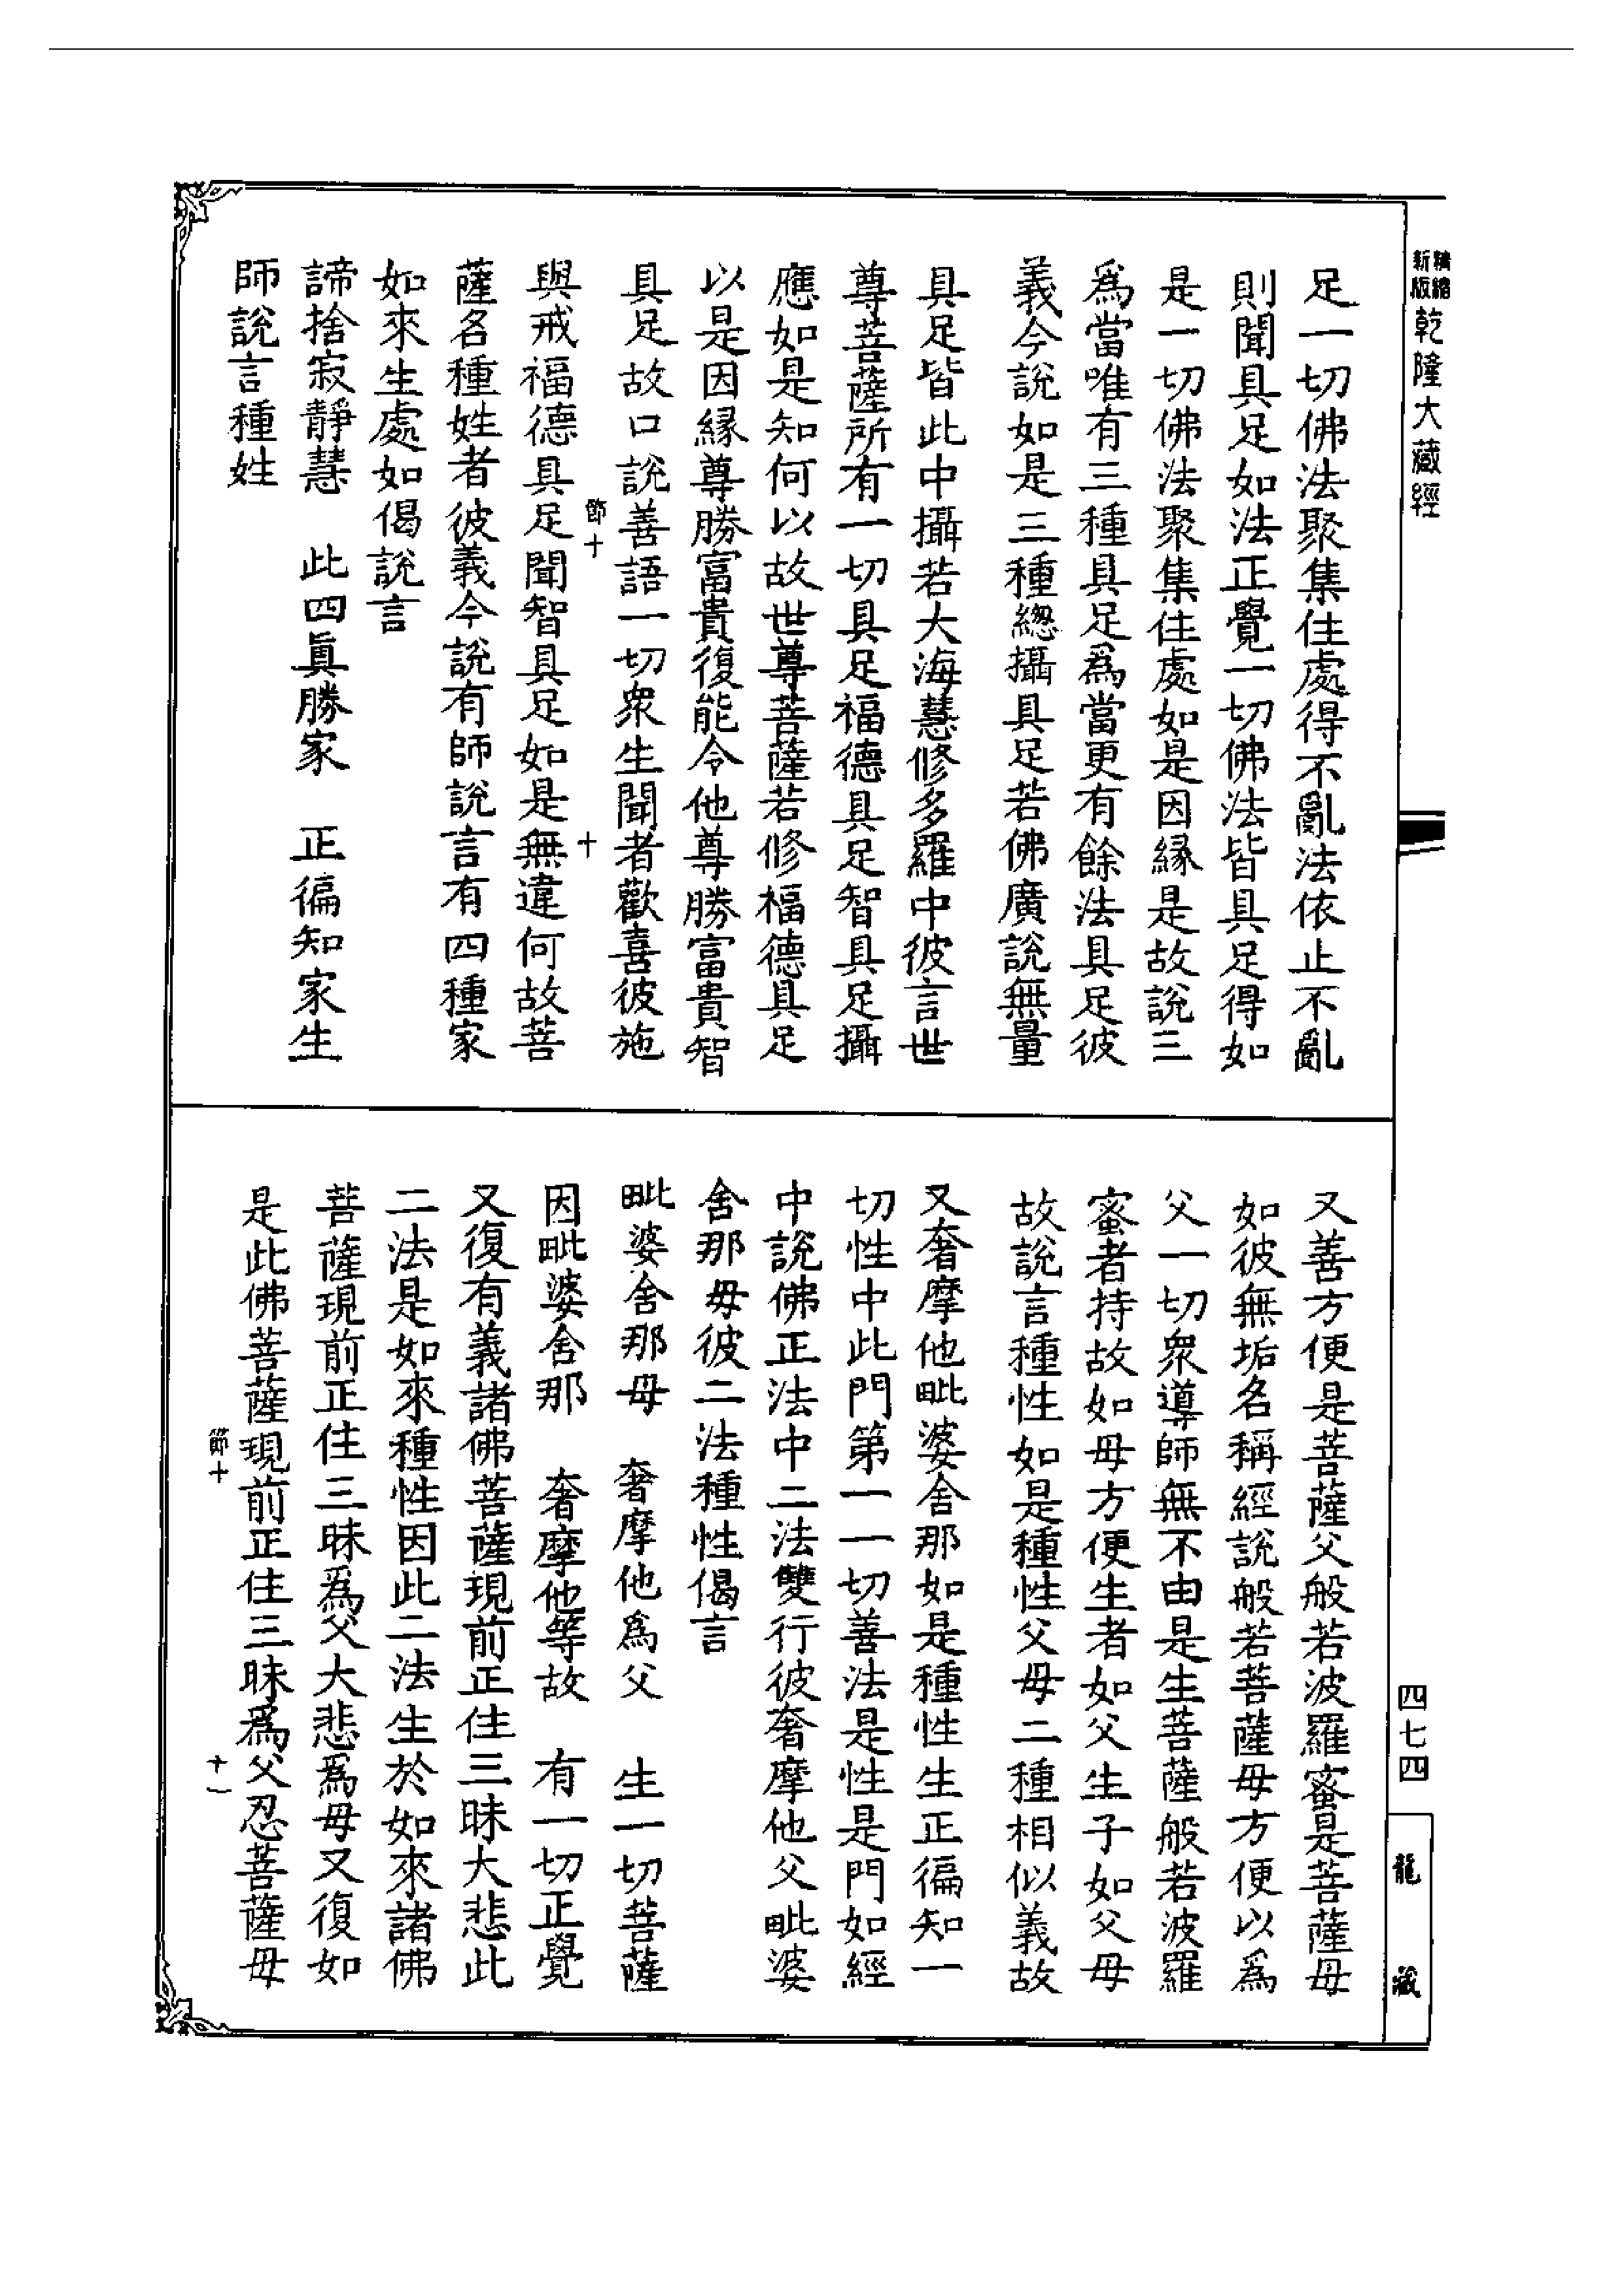 精縮
新版
乾隆大藏經
足一切佛法聚集住處得不亂法依止不亂
則聞具足如法正覺一切佛法皆具足得如
是一切佛法聚集住處如是因緣是故說三
爲當唯有三種具足爲當更有餘法具足彼
義今說如是三種緫攝具足若佛廣說無量
具足皆此中攝若大海慧修多羅中彼言世
尊菩薩所有一切具足福德具足智具足攝
應如是知何以故世尊菩薩若修福德具足
以是因緣尊勝富貴復能令他尊勝富貴智
具足故口說善語一切衆生聞者歡喜彼施
節十
十
與戒福德具足聞智具足如是無違何故菩
薩名種姓者彼義今說有師說言有四種家
如來生處如偈說言
諦捨寂靜慧　此四眞勝家　正徧知家生
師說言種姓
又善方便是菩薩父般若波羅蜜是菩薩母
如彼無垢名稱經說般若菩薩母方便以爲
父一切衆導師無不由是生菩薩般若波羅
蜜者持故如母方便生者如父生子如父母
故說言種性如是種性父母二種相似義故
又奢摩他毗婆舍那如是種性生正徧知一
切性中此門第一一切善法是性是門如經
中說佛正法中二法雙行彼奢摩他父毗婆
舍那母彼二法種性偈言
毗婆舍那母　奢摩他爲父　生一切菩薩
因毗婆舍那　奢摩他等故　有一切正覺
又復有義諸佛菩薩現前正住三昧大悲此
二法是如來種性因此二法生於如來諸佛
菩薩現前正住三昧爲父大悲爲母又復如
是此佛菩薩現前正住三昧爲父忍菩薩母
節十
十一
四七四
龍藏